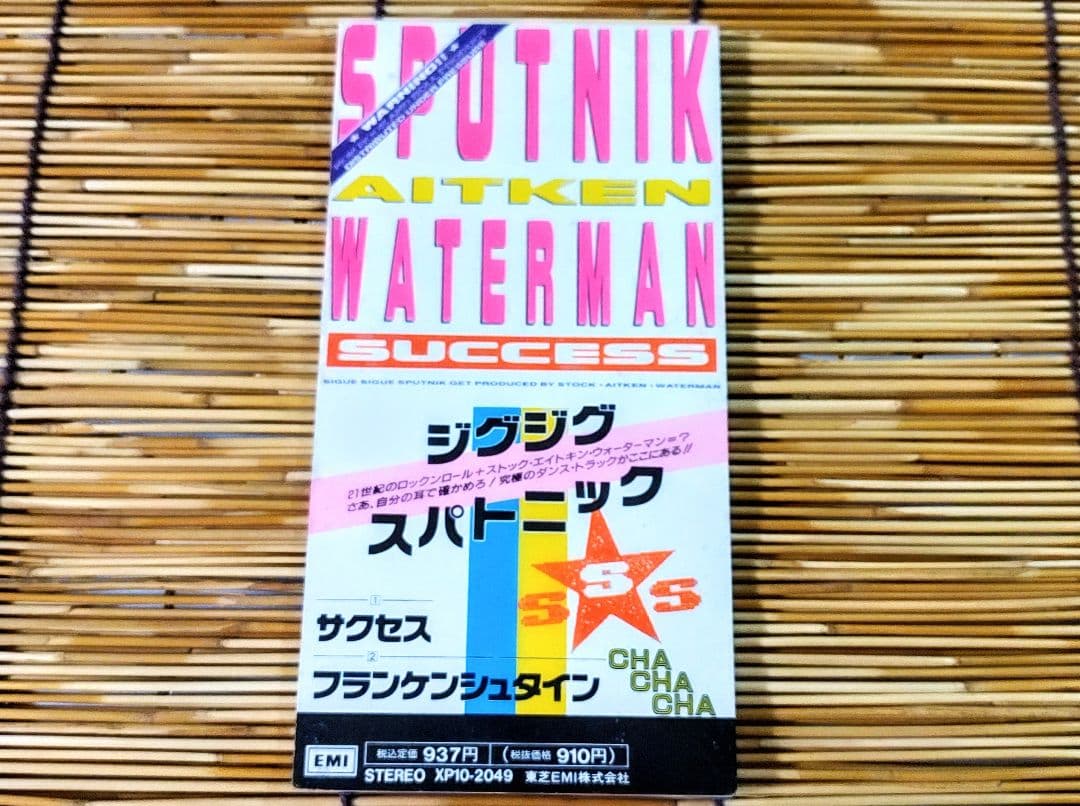 SPUTNIK
★ WARNING!! ★
DISTRIBUTED UNDER PRESSURE
AITKEN
WATERMAN
SUCCESS
SIGUE SIGUE SPUTNIK GET PRODUCED BY STOCK・AITKEN・WATERMAN
ジグジグ
21世紀のロックンロール+ストック・エイトキン・ウォーターマン=?
さあ、自分の耳で確かめろ!究極のダンス・トラックがここにある!!
スパトニック
S S S
1
サクセス
2
フランケンシュタイン
CHA
CHA
CHA
EMI
税込定価 937円 (税抜価格 910円)
STEREO XP10-2049 東芝EMI株式会社